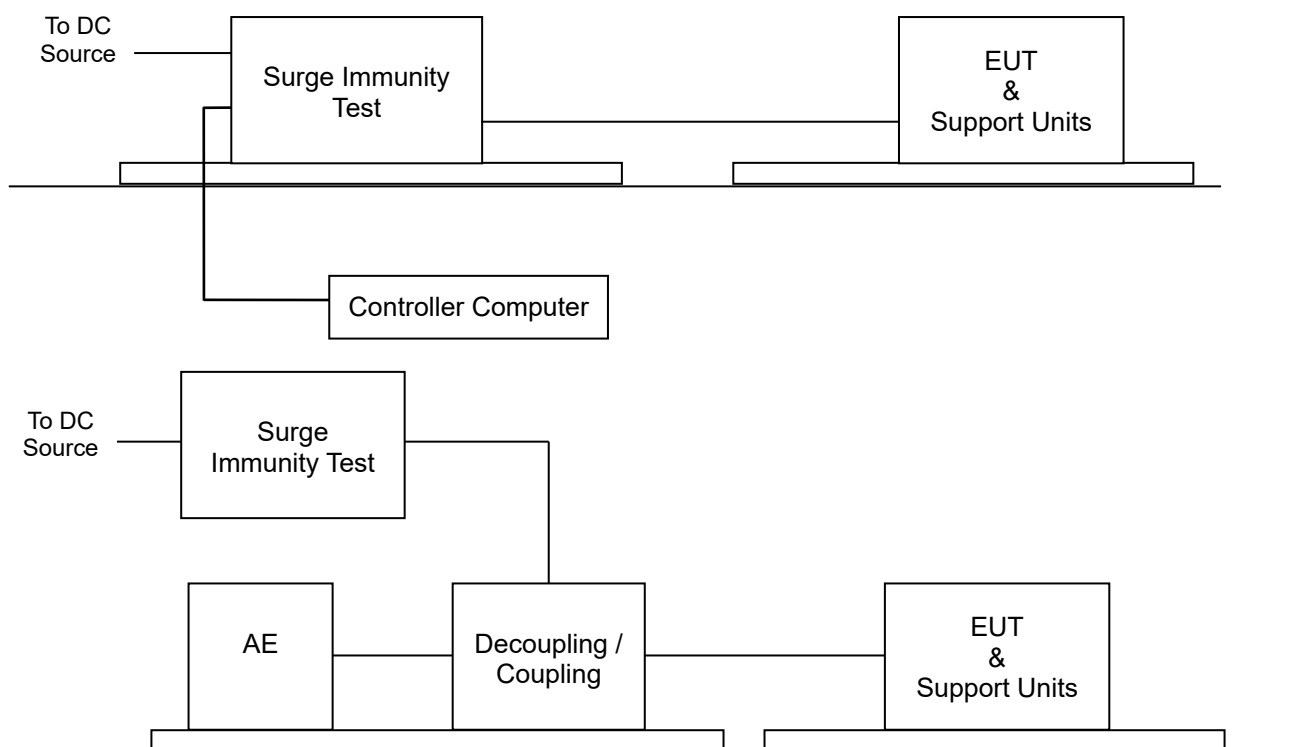 To DC
Source
Surge Immunity
Test
EUT
&
Support Units
Controller Computer
To DC
Source
Surge
Immunity Test
AE
Decoupling /
Coupling
EUT
&
Support Units